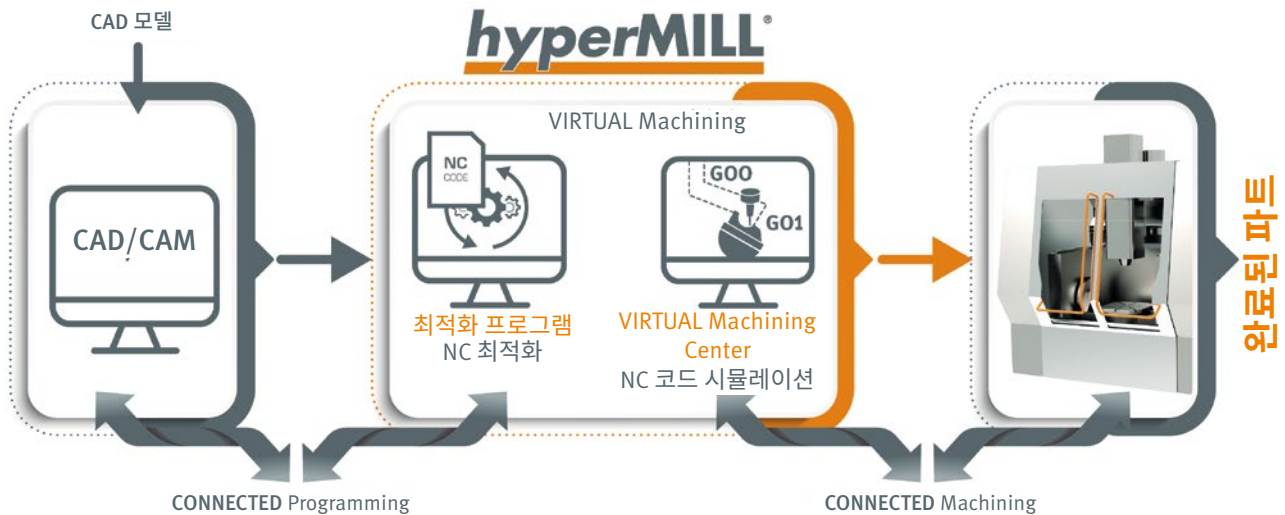 CAD 모델
hyperMILL®
VIRTUAL Machining
CAD/CAM
NC
CODE
G00
G01
최적화 프로그램
NC 최적화
VIRTUAL Machining
Center
NC 코드 시뮬레이션
완료된 파트
CONNECTED Programming
CONNECTED Machining